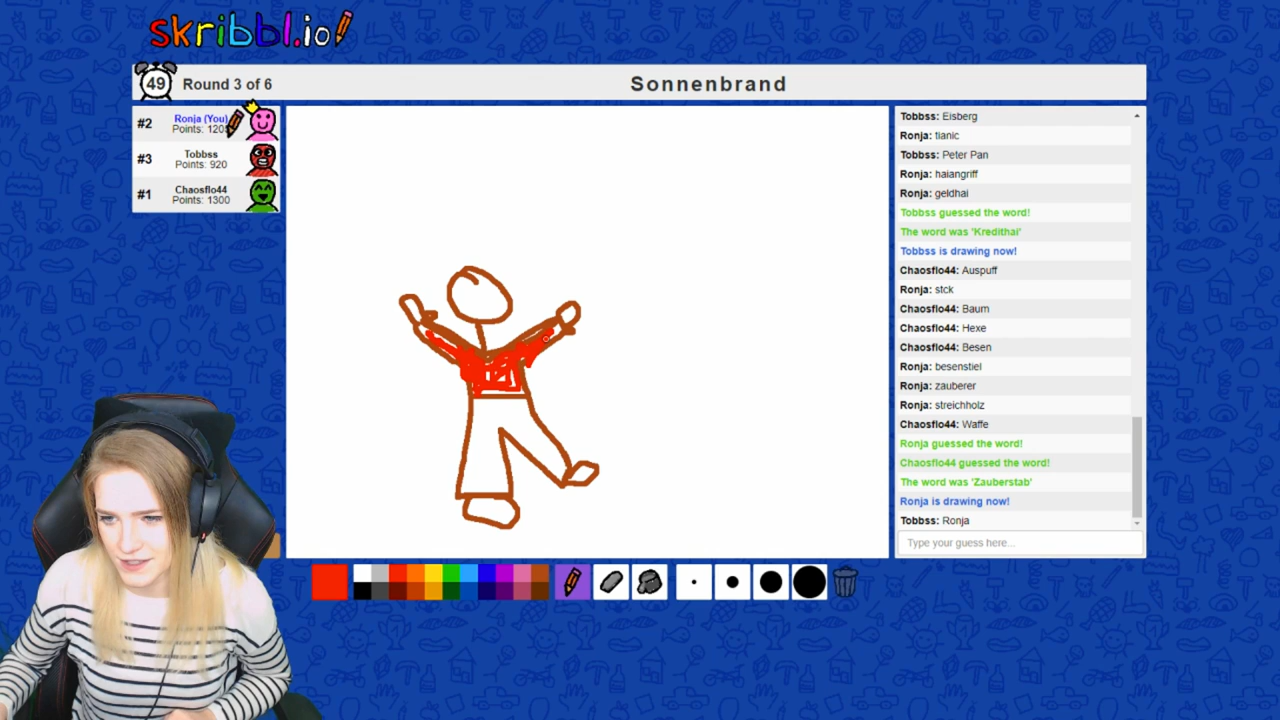 skribbl.io
49
Round 3 of 6
Sonnenbrand
#2
Ronja (You)
Points: 120
#3
Tobbss
Points: 920
#1
Chaosflo44
Points: 1300
Tobbss: Eisberg
Ronja: tianic
Tobbss: Peter Pan
Ronja: haiangriff
Ronja: geldhai
Tobbss guessed the word!
The word was 'Kredithai'
Tobbss is drawing now!
Chaosflo44: Auspuff
Ronja: stck
Chaosflo44: Baum
Chaosflo44: Hexe
Chaosflo44: Besen
Ronja: besenstiel
Ronja: zauberer
Ronja: streichholz
Chaosflo44: Waffe
Ronja guessed the word!
Chaosflo44 guessed the word!
The word was 'Zauberstab'
Ronja is drawing now!
Tobbss: Ronja
Type your guess here...